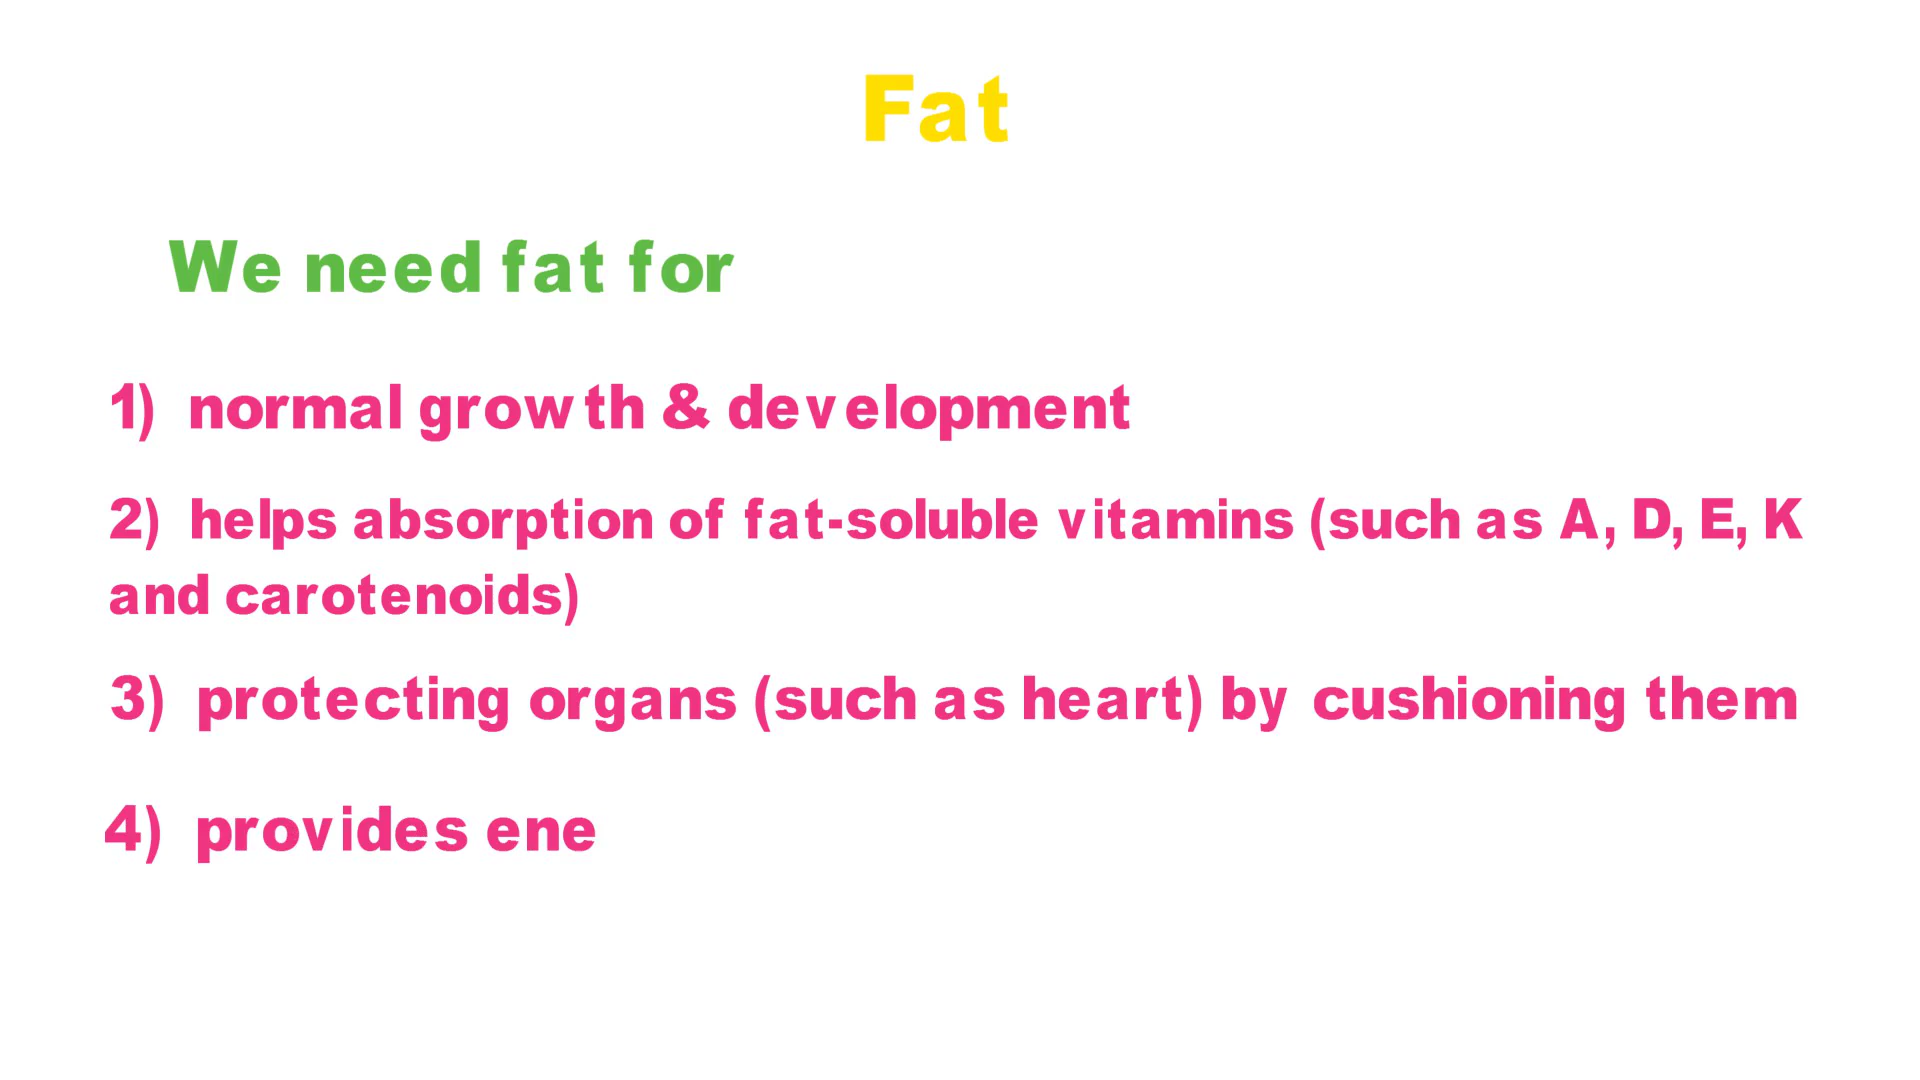 Fat
We need fat for
1) normal growth & development
2) helps absorption of fat-soluble vitamins (such as A, D, E, K
and carotenoids)
3) protecting organs (such as heart) by cushioning them
4) provides ene